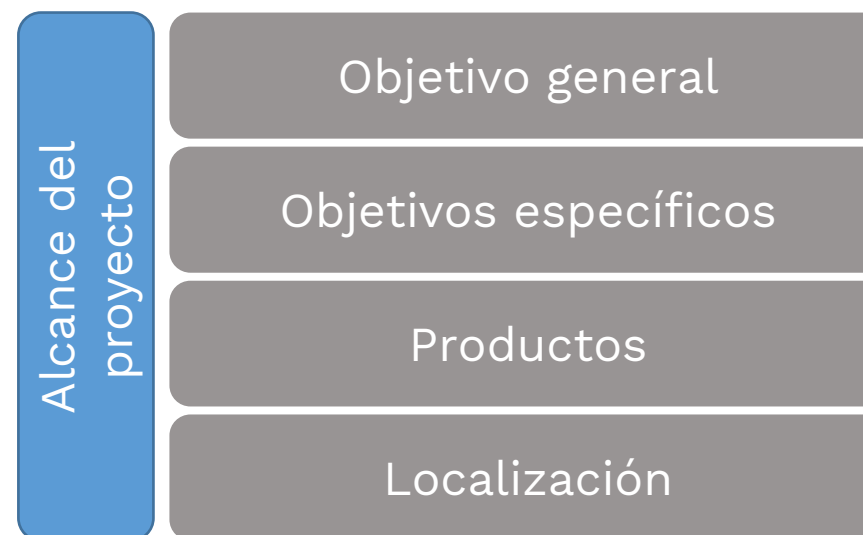 Alcance del
proyecto
Objetivo general
Objetivos específicos
Productos
Localización